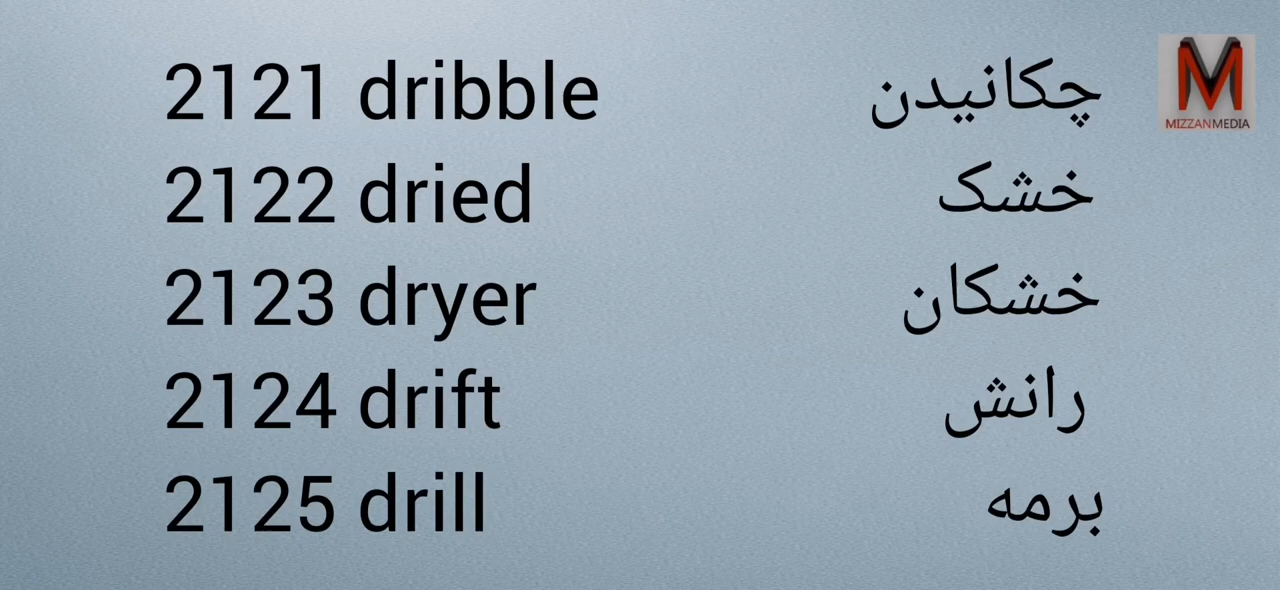 2121 dribble چکانیدن
2122 dried خشک
2123 dryer خشکان
2124 drift رانش
2125 drill برمه
MIZZANMEDIA